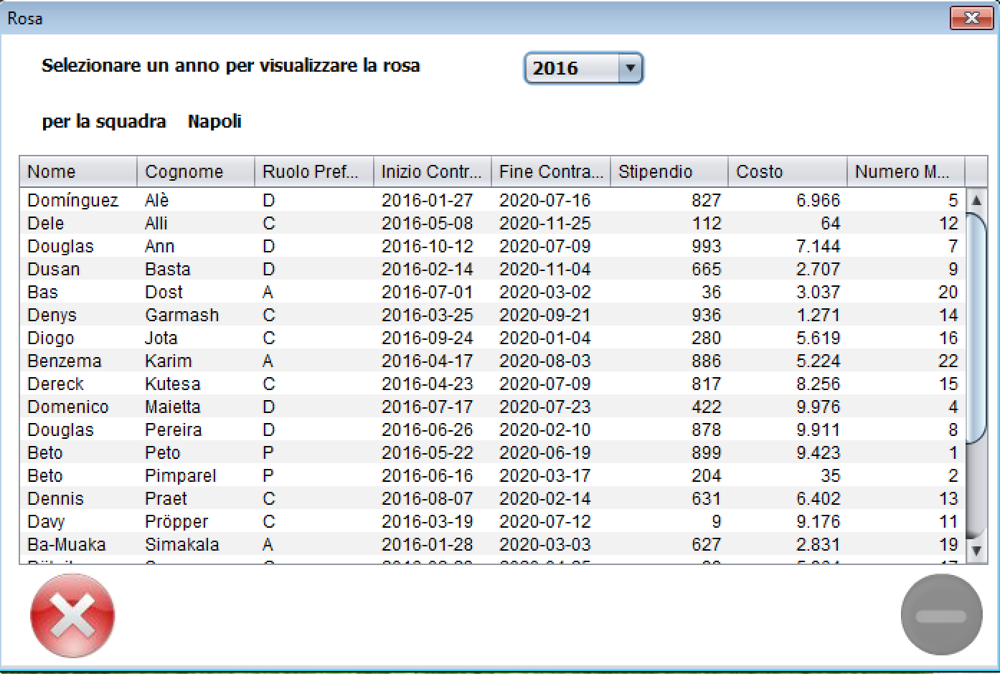 Rosa
Selezionare un anno per visualizzare la rosa 2016
per la squadra Napoli
Nome Cognome Ruolo Pref... Inizio Contr... Fine Contra... Stipendio Costo Numero M...
Domínguez Alè D 2016-01-27 2020-07-16 827 6.966 5
Dele Alli C 2016-05-08 2020-11-25 112 64 12
Douglas Ann D 2016-10-12 2020-07-09 993 7.144 7
Dusan Basta D 2016-02-14 2020-11-04 665 2.707 9
Bas Dost A 2016-07-01 2020-03-02 36 3.037 20
Denys Garmash C 2016-03-25 2020-09-21 936 1.271 14
Diogo Jota C 2016-09-24 2020-01-04 280 5.619 16
Benzema Karim A 2016-04-17 2020-08-03 886 5.224 22
Dereck Kutesa C 2016-04-23 2020-07-09 817 8.256 15
Domenico Maietta D 2016-07-17 2020-07-23 422 9.976 4
Douglas Pereira D 2016-06-26 2020-02-10 878 9.911 8
Beto Peto P 2016-05-22 2020-06-19 899 9.423 1
Beto Pimparel P 2016-06-16 2020-03-17 204 35 2
Dennis Praet C 2016-08-07 2020-02-14 631 6.402 13
Davy Pröpper C 2016-03-19 2020-07-12 9 9.176 11
Ba-Muaka Simakala A 2016-01-28 2020-03-03 627 2.831 19